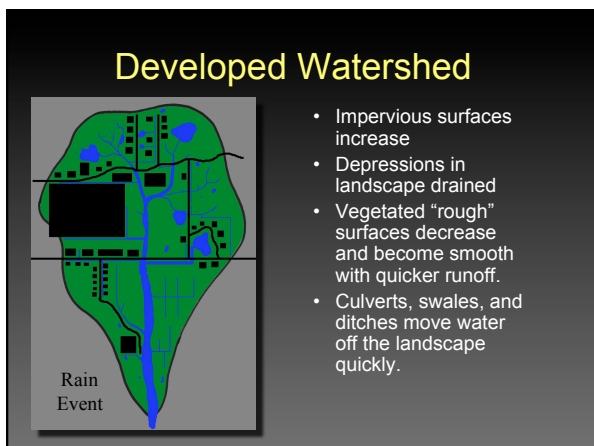 Developed Watershed
• Impervious surfaces
increase
• Depressions in
landscape drained
• Vegetated “rough”
surfaces decrease
and become smooth
with quicker runoff.
• Culverts, swales, and
ditches move water
off the landscape
quickly.
Rain
Event